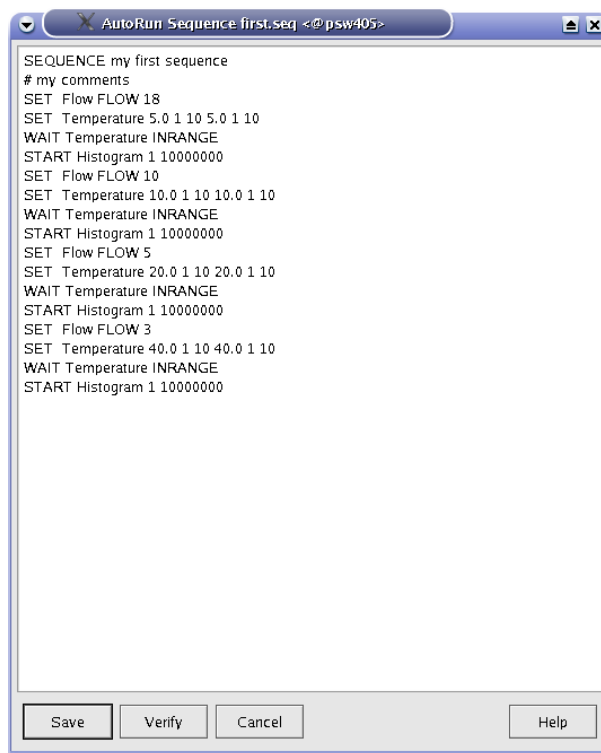 AutoRun Sequence first.seq <@psw405>
SEQUENCE my first sequence
# my comments
SET  Flow FLOW 18
SET  Temperature 5.0 1 10 5.0 1 10
WAIT Temperature INRANGE
START Histogram 1 10000000
SET  Flow FLOW 10
SET  Temperature 10.0 1 10 10.0 1 10
WAIT Temperature INRANGE
START Histogram 1 10000000
SET  Flow FLOW 5
SET  Temperature 20.0 1 10 20.0 1 10
WAIT Temperature INRANGE
START Histogram 1 10000000
SET  Flow FLOW 3
SET  Temperature 40.0 1 10 40.0 1 10
WAIT Temperature INRANGE
START Histogram 1 10000000
Save Verify Cancel Help